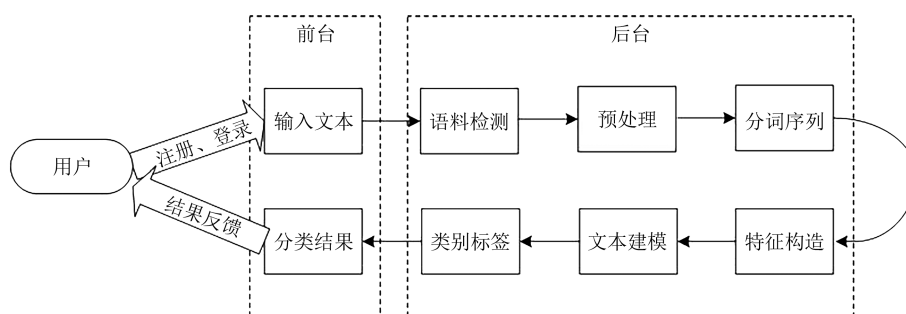 前台
后台
输入文本
语料检测
预处理
分词序列
注册、登录
用户
结果反馈
分类结果
类别标签
文本建模
特征构造